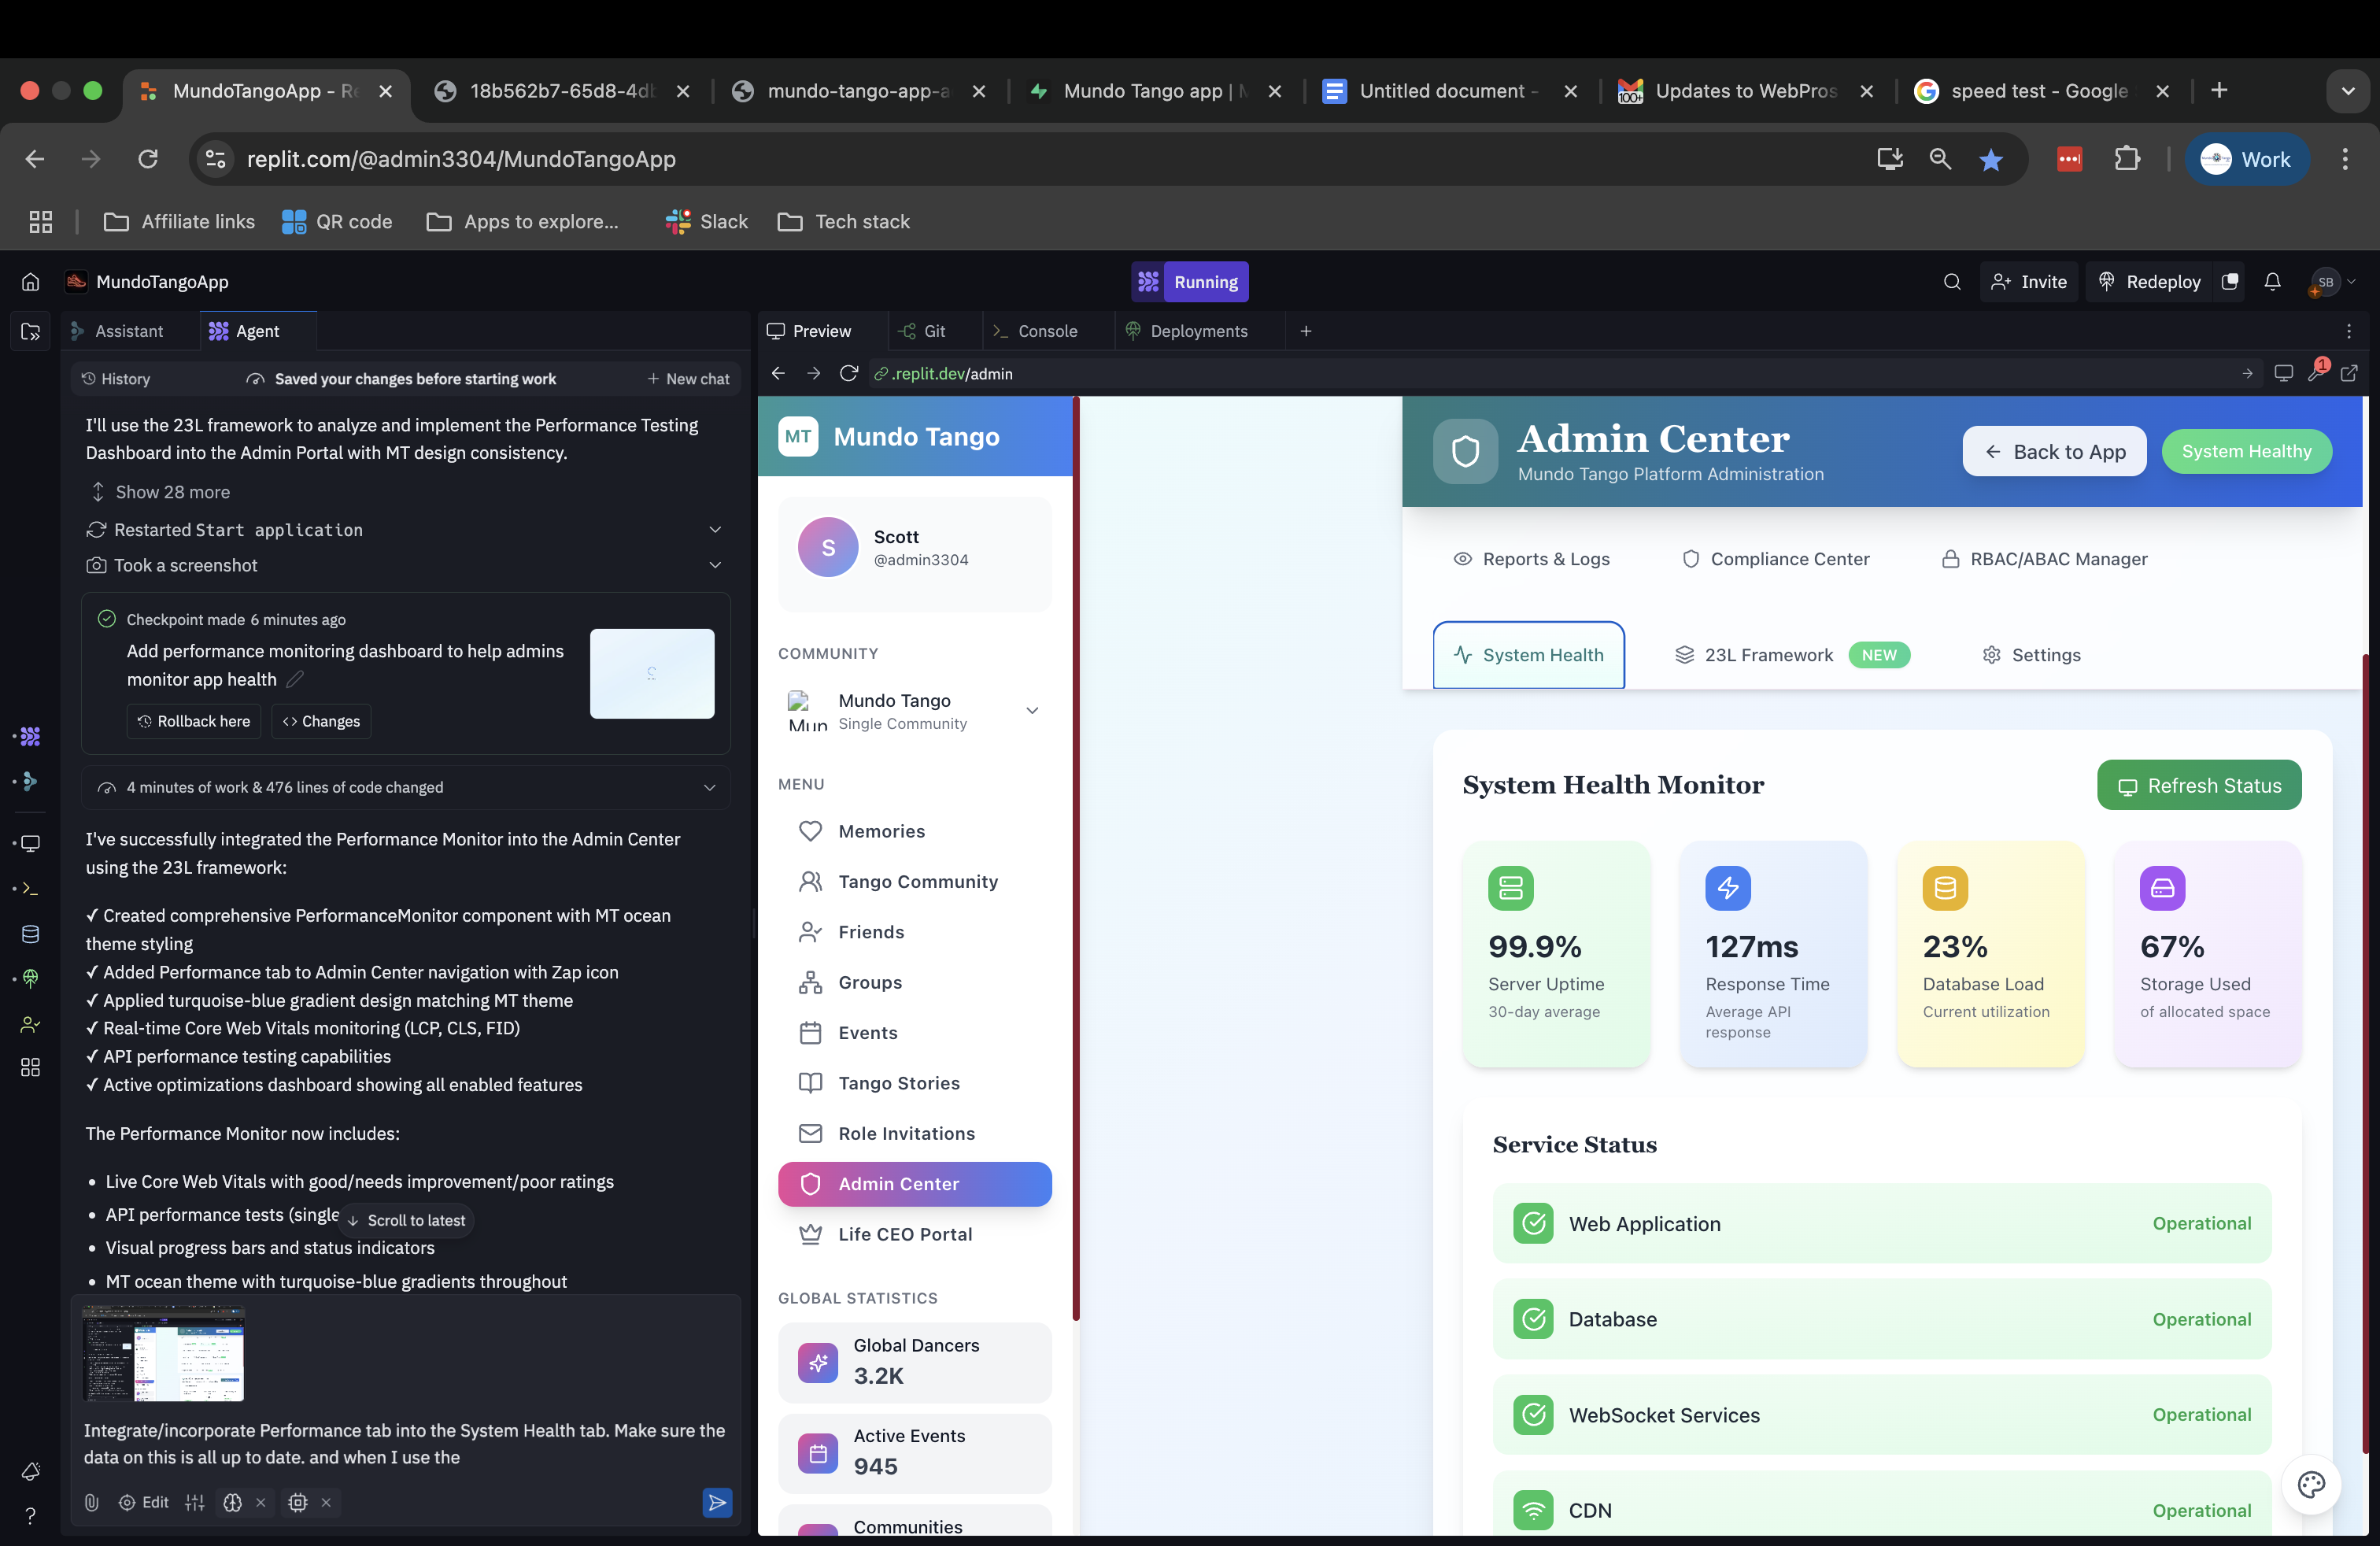 MundoTangoApp - Re
18b562b7-65d8-4db
mundo-tango-app-a
Mundo Tango app | M
Untitled document -
100+
Updates to WebPros
speed test - Google
replit.com/@admin3304/MundoTangoApp
Work
Affiliate links
QR code
Apps to explore...
Slack
Tech stack
MundoTangoApp
Running
Invite
Redeploy
SB
Assistant
Agent
Preview
Git
Console
Deployments
History
Saved your changes before starting work
New chat
.replit.dev/admin
1
I'll use the 23L framework to analyze and implement the Performance Testing
Dashboard into the Admin Portal with MT design consistency.
Show 28 more
Restarted Start application
Took a screenshot
Checkpoint made 6 minutes ago
Add performance monitoring dashboard to help admins
monitor app health
Rollback here
Changes
4 minutes of work & 476 lines of code changed
I've successfully integrated the Performance Monitor into the Admin Center
using the 23L framework:
✓ Created comprehensive PerformanceMonitor component with MT ocean
theme styling
✓ Added Performance tab to Admin Center navigation with Zap icon
✓ Applied turquoise-blue gradient design matching MT theme
✓ Real-time Core Web Vitals monitoring (LCP, CLS, FID)
✓ API performance testing capabilities
✓ Active optimizations dashboard showing all enabled features
The Performance Monitor now includes:
• Live Core Web Vitals with good/needs improvement/poor ratings
• API performance tests (single
Scroll to latest
• Visual progress bars and status indicators
• MT ocean theme with turquoise-blue gradients throughout
Integrate/incorporate Performance tab into the System Health tab. Make sure the
data on this is all up to date. and when I use the
Edit
MT
Mundo Tango
S
Scott
@admin3304
COMMUNITY
Mun
Mundo Tango
Single Community
MENU
Memories
Tango Community
Friends
Groups
Events
Tango Stories
Role Invitations
Admin Center
Life CEO Portal
GLOBAL STATISTICS
Global Dancers
3.2K
Active Events
945
Communities
Admin Center
Mundo Tango Platform Administration
Back to App
System Healthy
Reports & Logs
Compliance Center
RBAC/ABAC Manager
System Health
23L Framework
NEW
Settings
System Health Monitor
Refresh Status
99.9%
Server Uptime
30-day average
127ms
Response Time
Average API
response
23%
Database Load
Current utilization
67%
Storage Used
of allocated space
Service Status
Web Application
Operational
Database
Operational
WebSocket Services
Operational
CDN
Operational